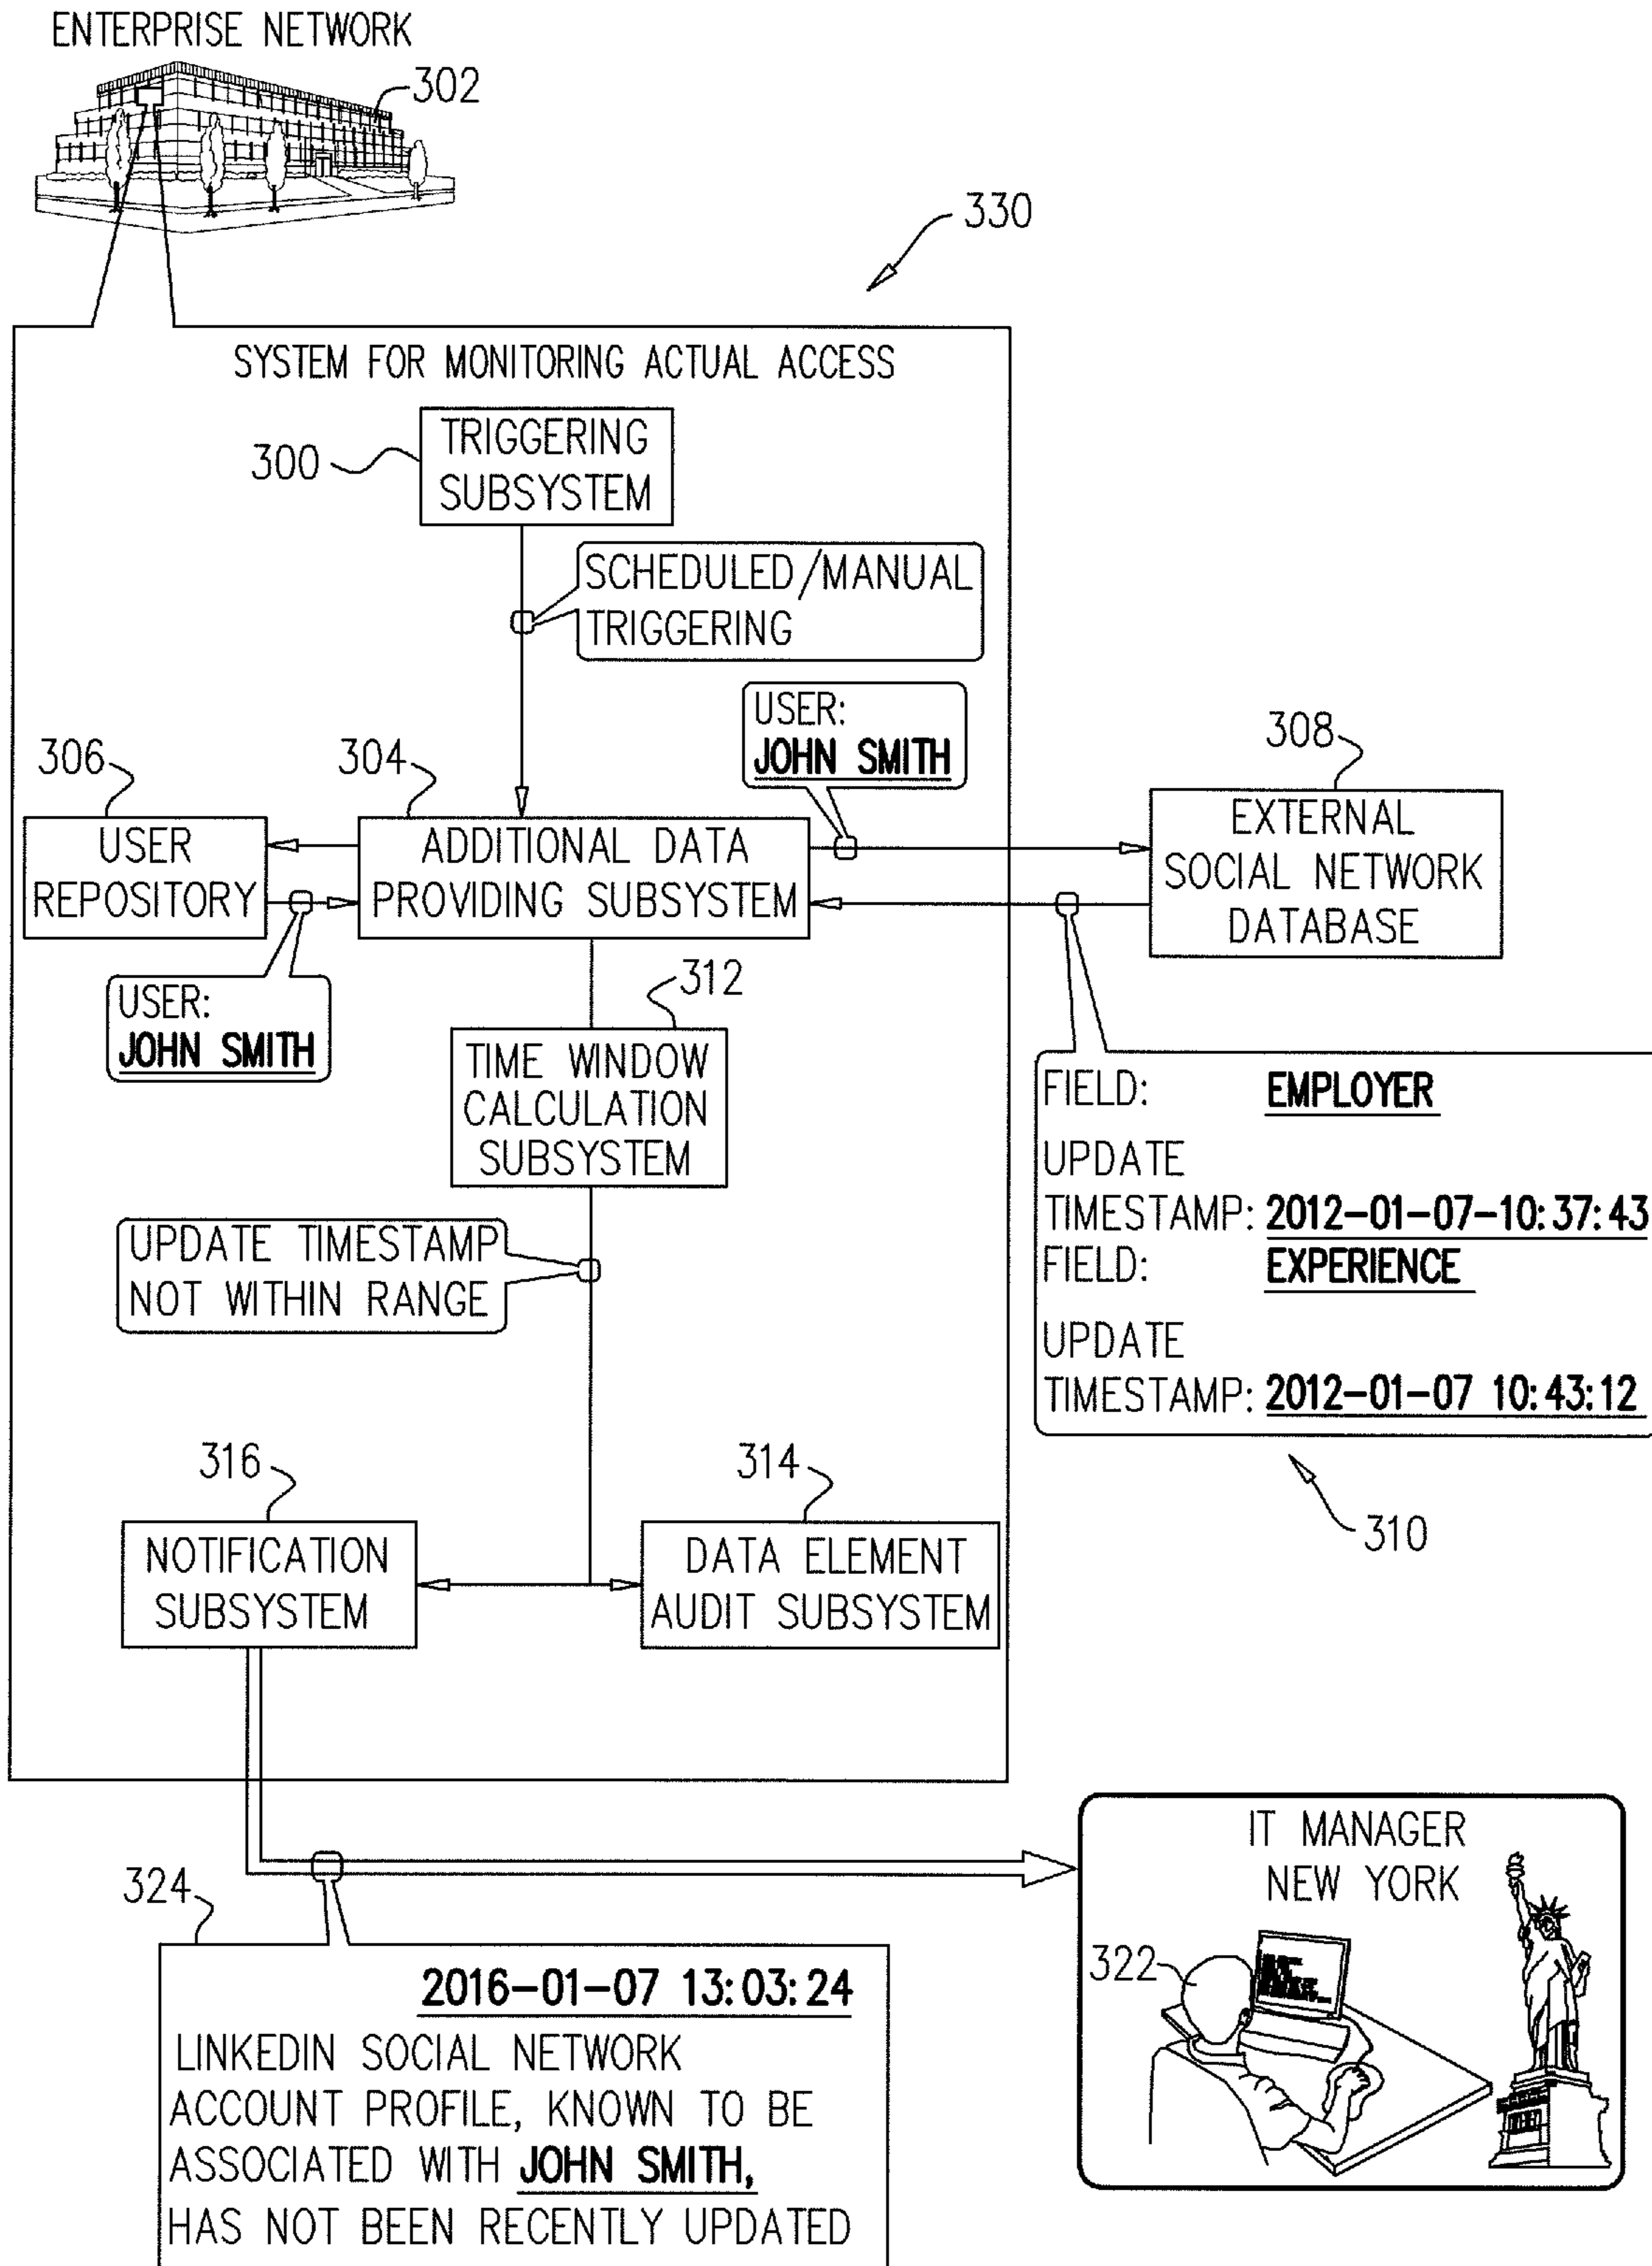 ENTERPRISE NETWORK
302
330
SYSTEM FOR MONITORING ACTUAL ACCESS
300
TRIGGERING
SUBSYSTEM
SCHEDULED/MANUAL
TRIGGERING
USER:
JOHN SMITH
306
304
308
USER
REPOSITORY
ADDITIONAL DATA
PROVIDING SUBSYSTEM
EXTERNAL
SOCIAL NETWORK
DATABASE
USER:
JOHN SMITH
312
TIME WINDOW
CALCULATION
SUBSYSTEM
FIELD: EMPLOYER
UPDATE
TIMESTAMP: 2012-01-07-10:37:43
FIELD: EXPERIENCE
UPDATE
TIMESTAMP: 2012-01-07 10:43:12
310
UPDATE TIMESTAMP
NOT WITHIN RANGE
316
314
NOTIFICATION
SUBSYSTEM
DATA ELEMENT
AUDIT SUBSYSTEM
IT MANAGER
NEW YORK
322
324
2016-01-07 13:03:24
LINKEDIN SOCIAL NETWORK
ACCOUNT PROFILE, KNOWN TO BE
ASSOCIATED WITH JOHN SMITH,
HAS NOT BEEN RECENTLY UPDATED